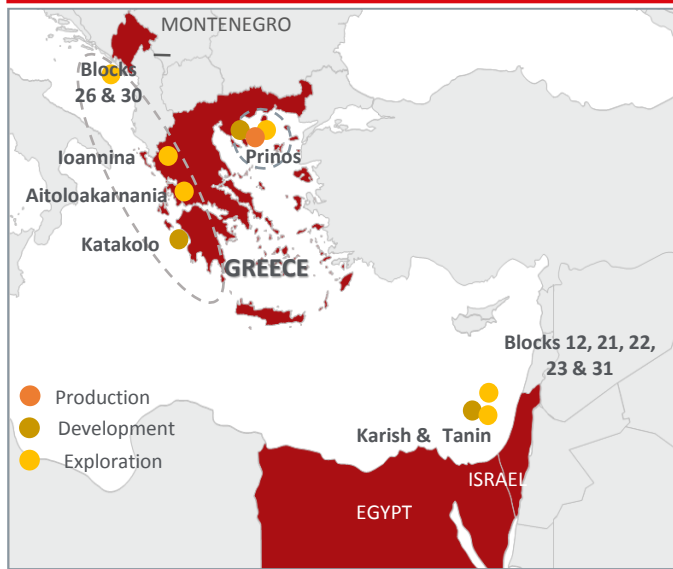 MONTENEGRO
Blocks
26 & 30
Ioannina
Prinos
Aitoloakarnania
Katakolo
GREECE
Blocks 12, 21, 22,
23 & 31
Production
Development
Exploration
Karish & Tanin
ISRAEL
EGYPT